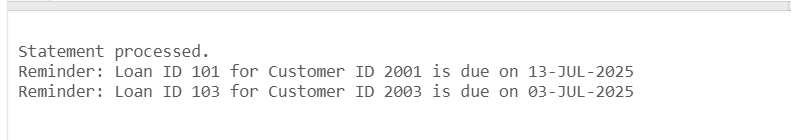 Statement processed.
Reminder: Loan ID 101 for Customer ID 2001 is due on 13-JUL-2025
Reminder: Loan ID 103 for Customer ID 2003 is due on 03-JUL-2025